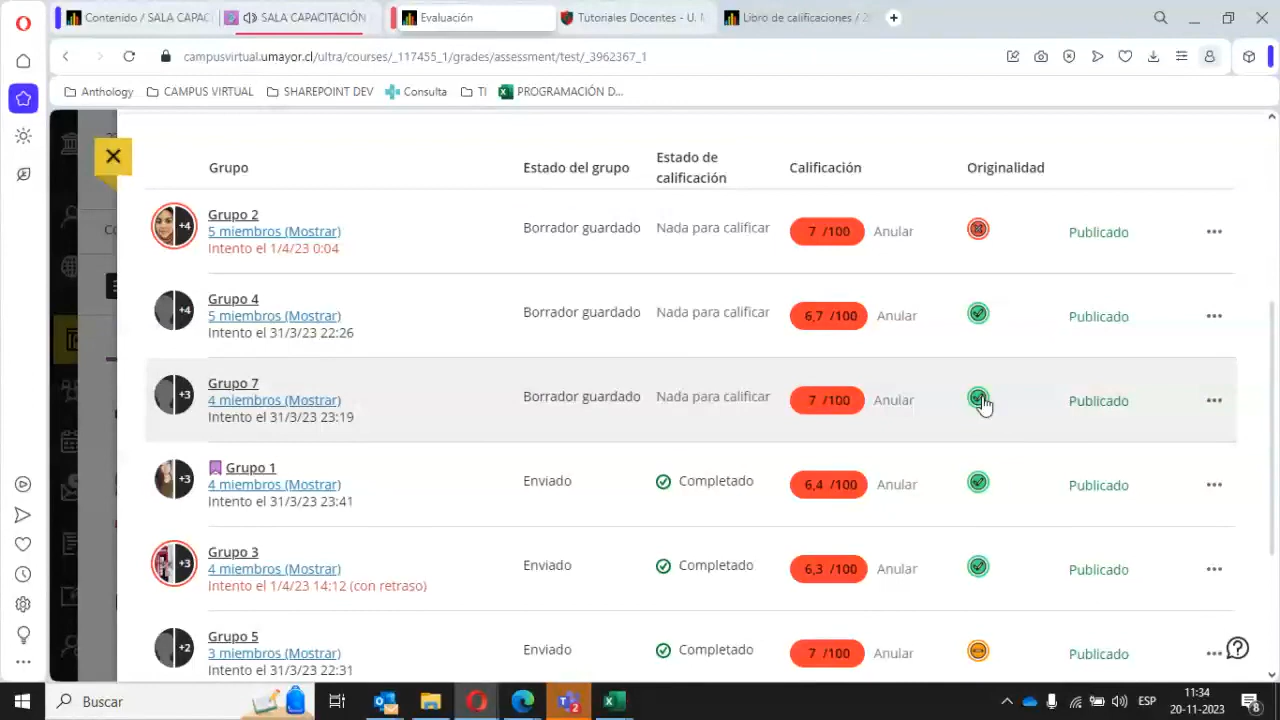 Contenido / SALA CAPAC
SALA CAPACITACIÓN
Evaluación
Tutoriales Docentes - U. M
Libro de calificaciones / 2
campusvirtual.umayor.cl/ultra/courses/_117455_1/grades/assessment/test/_3962367_1
Anthology
CAMPUS VIRTUAL
SHAREPOINT DEV
Consulta
TI
PROGRAMACIÓN D...
Grupo
Estado del grupo
Estado de
calificación
Calificación
Originalidad
Grupo 2
5 miembros (Mostrar)
Intento el 1/4/23 0:04
+4
Borrador guardado
Nada para calificar
7 /100
Anular
Publicado
Grupo 4
5 miembros (Mostrar)
Intento el 31/3/23 22:26
+4
Borrador guardado
Nada para calificar
6,7 /100
Anular
Publicado
Grupo 7
4 miembros (Mostrar)
Intento el 31/3/23 23:19
+3
Borrador guardado
Nada para calificar
7 /100
Anular
Publicado
Grupo 1
4 miembros (Mostrar)
Intento el 31/3/23 23:41
+3
Enviado
Completado
6,4 /100
Anular
Publicado
Grupo 3
4 miembros (Mostrar)
Intento el 1/4/23 14:12 (con retraso)
+3
Enviado
Completado
6,3 /100
Anular
Publicado
Grupo 5
3 miembros (Mostrar)
Intento el 31/3/23 22:31
+2
Enviado
Completado
7 /100
Anular
Publicado
Buscar
ESP
11:34
20-11-2023
8